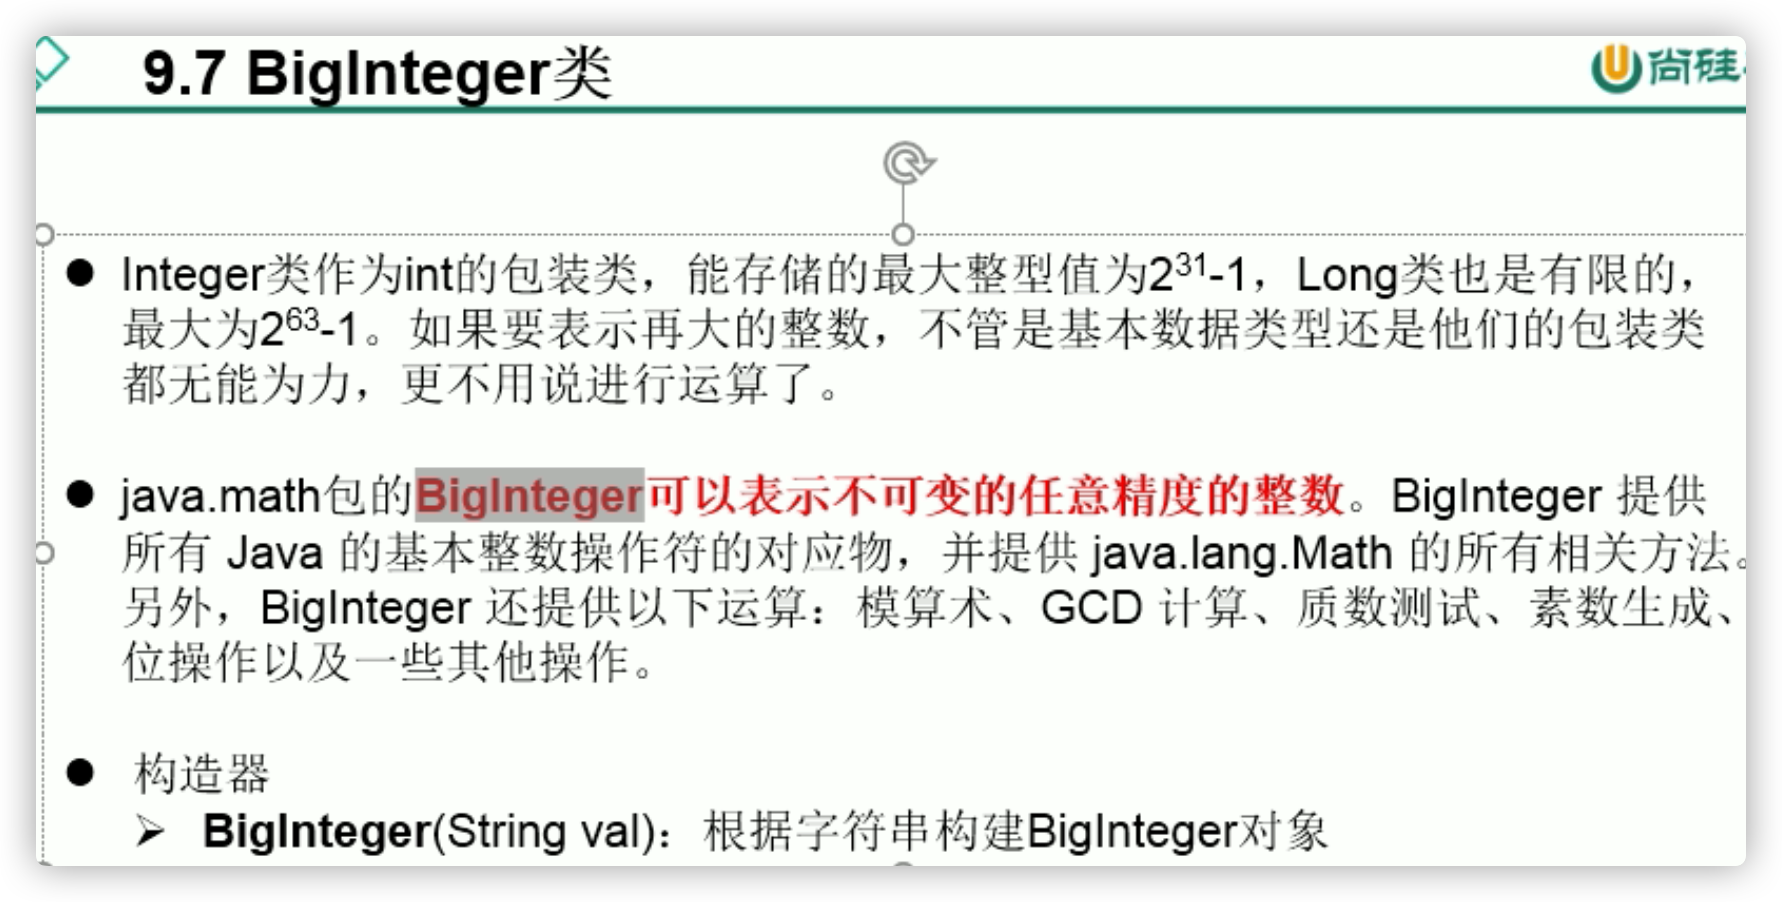 9.7 BigInteger类
尚硅
Integer类作为int的包装类，能存储的最大整型值为2³¹-1，Long类也是有限的，
最大为2⁶³-1。如果要表示再大的整数，不管是基本数据类型还是他们的包装类
都无能为力，更不用说进行运算了。
java.math包的BigInteger可以表示不可变的任意精度的整数。BigInteger 提供
所有 Java 的基本整数操作符的对应物，并提供 java.lang.Math 的所有相关方法。
另外，BigInteger 还提供以下运算：模算术、GCD 计算、质数测试、素数生成、
位操作以及一些其他操作。
构造器
BigInteger(String val)：根据字符串构建BigInteger对象